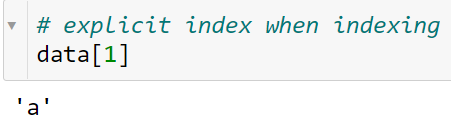 # explicit index when indexing
data[1]
'a'